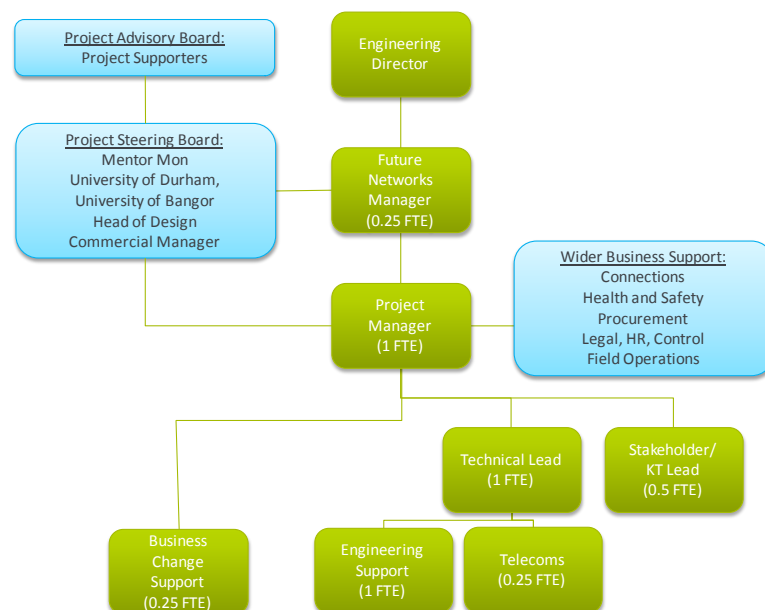 Project Advisory Board:
Project Supporters
Engineering
Director
Project Steering Board:
Mentor Mon
University of Durham,
University of Bangor
Head of Design
Commercial Manager
Future
Networks
Manager
(0.25 FTE)
Wider Business Support:
Connections
Health and Safety
Procurement
Legal, HR, Control
Field Operations
Project
Manager
(1 FTE)
Technical Lead
(1 FTE)
Stakeholder/
KT Lead
(0.5 FTE)
Business
Change
Support
(0.25 FTE)
Engineering
Support
(1 FTE)
Telecoms
(0.25 FTE)